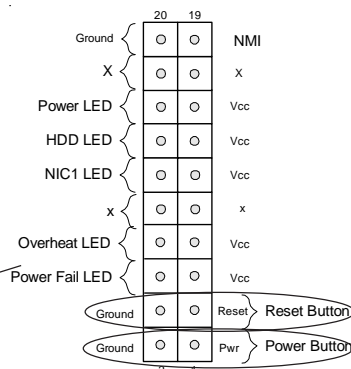 20 19
Ground NMI
X X
Power LED Vcc
HDD LED Vcc
NIC1 LED Vcc
x x
Overheat LED Vcc
Power Fail LED Vcc
Ground Reset Reset Button
Ground Pwr Power Button